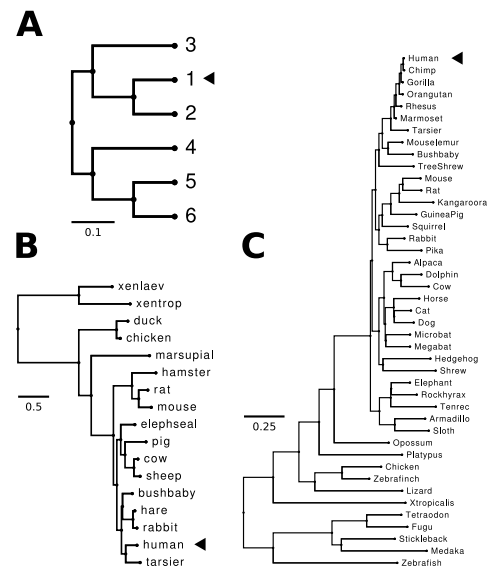 A
3
1
2
4
5
6
0.1
B
xenlaev
xentrop
duck
chicken
marsupial
hamster
rat
mouse
elephseal
pig
cow
sheep
bushbaby
hare
rabbit
human
tarsier
0.5
C
Human
Chimp
Gorilla
Orangutan
Rhesus
Marmoset
Tarsier
Mouselemur
Bushbaby
TreeShrew
Mouse
Rat
Kangaroora
GuineaPig
Squirrel
Rabbit
Pika
Alpaca
Dolphin
Cow
Horse
Cat
Dog
Microbat
Megabat
Hedgehog
Shrew
Elephant
Rockhyrax
Tenrec
Armadillo
Sloth
Opossum
Platypus
Chicken
Zebrafinch
Lizard
Xtropicalis
Tetraodon
Fugu
Stickleback
Medaka
Zebrafish
0.25